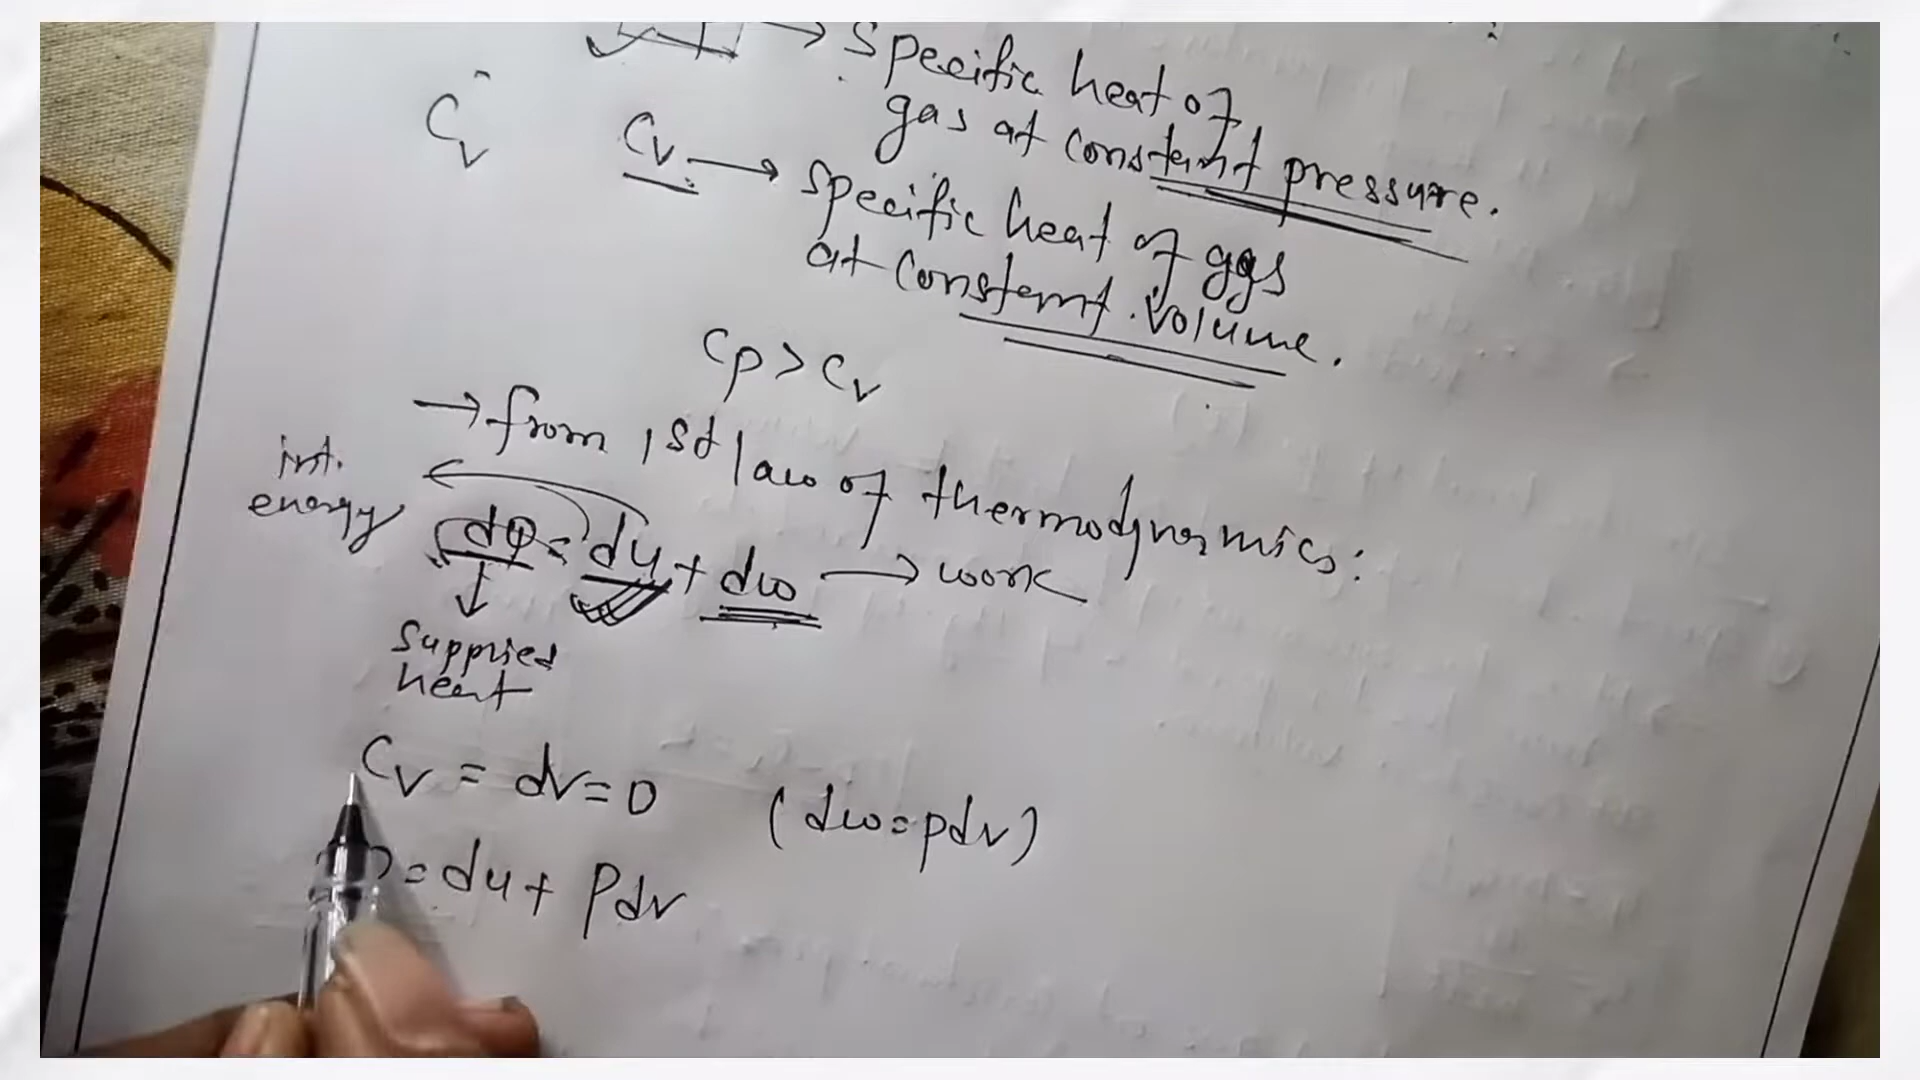 → Specific heat of
gas at constant pressure.
Cv
Cv → Specific heat of gas
at constant volume.
Cp > Cv
→ from 1st law of thermodynamics:
int.
energy
dQ = du + dw → work
supplied
heat
Cv = dv = 0 (dw = pdv)
= du + Pdv